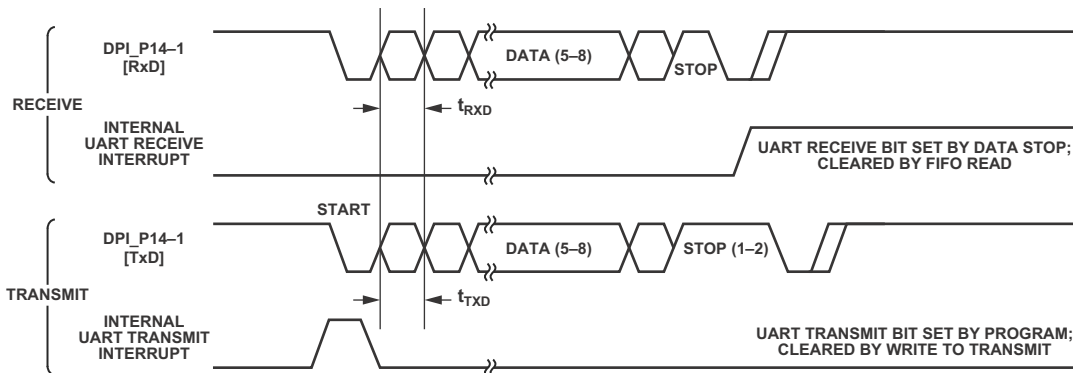 DPI_P14–1
[RxD]
DATA (5–8)
STOP
RECEIVE
tRXD
INTERNAL
UART RECEIVE
INTERRUPT
UART RECEIVE BIT SET BY DATA STOP;
CLEARED BY FIFO READ
START
DPI_P14–1
[TxD]
DATA (5–8)
STOP (1–2)
TRANSMIT
tTXD
INTERNAL
UART TRANSMIT
INTERRUPT
UART TRANSMIT BIT SET BY PROGRAM;
CLEARED BY WRITE TO TRANSMIT